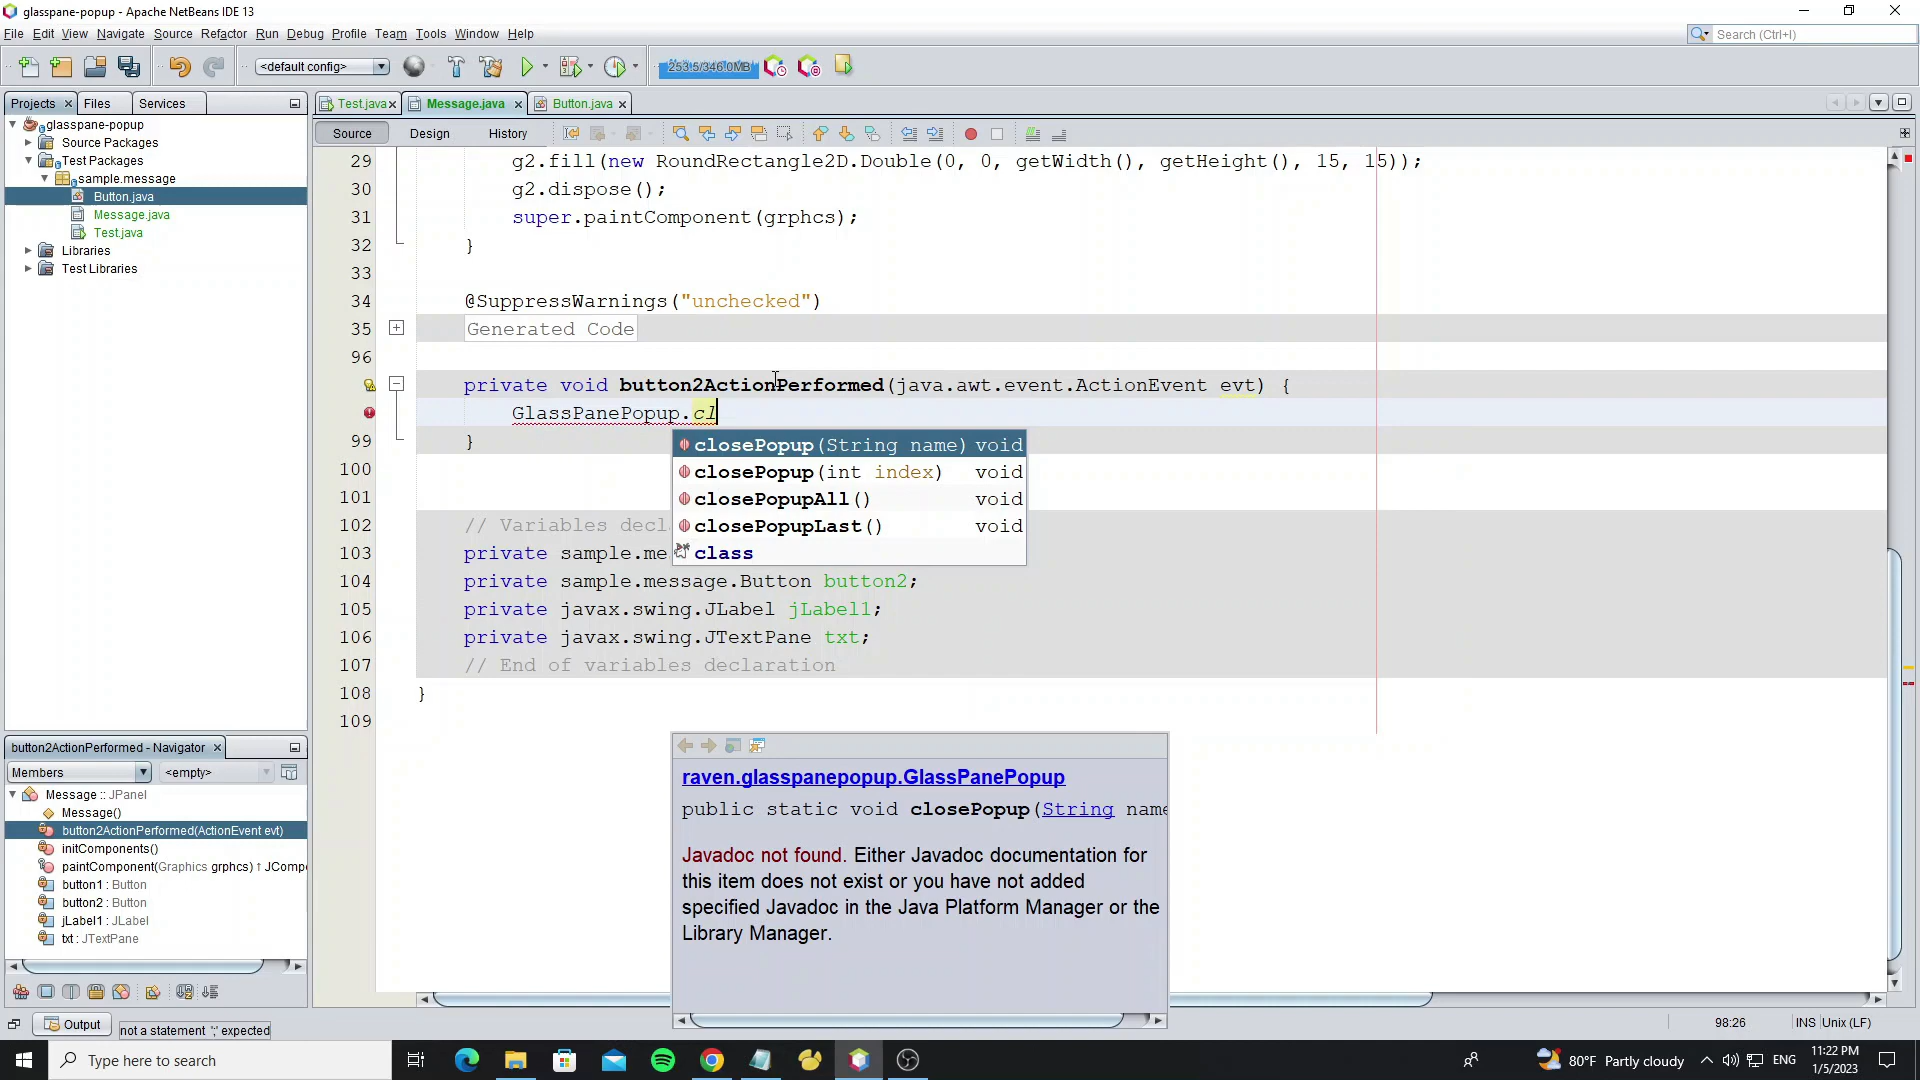 glasspane-popup - Apache NetBeans IDE 13
File Edit View Navigate Source Refactor Run Debug Profile Team Tools Window Help
Search (Ctrl+I)
<default config>
253.5/346.0MB
Projects Files Services
Test.java Message.java Button.java
Source Design History
glasspane-popup
Source Packages
Test Packages
sample.message
Button.java
Message.java
Test.java
Libraries
Test Libraries
29 g2.fill(new RoundRectangle2D.Double(0, 0, getWidth(), getHeight(), 15, 15));
30 g2.dispose();
31 super.paintComponent(grphcs);
32 }
33
34 @SuppressWarnings("unchecked")
35 Generated Code
96
private void button2ActionPerformed(java.awt.event.ActionEvent evt) {
GlassPanePopup.cl
99 }
100
101
102 // Variables decl
103 private sample.me
104 private sample.message.Button button2;
105 private javax.swing.JLabel jLabel1;
106 private javax.swing.JTextPane txt;
107 // End of variables declaration
108 }
109
closePopup(String name) void
closePopup(int index) void
closePopupAll() void
closePopupLast() void
class
raven.glasspanepopup.GlassPanePopup
public static void closePopup(String name
Javadoc not found. Either Javadoc documentation for
this item does not exist or you have not added
specified Javadoc in the Java Platform Manager or the
Library Manager.
button2ActionPerformed - Navigator
Members <empty>
Message :: JPanel
Message()
button2ActionPerformed(ActionEvent evt)
initComponents()
paintComponent(Graphics grphcs) ↑ JCompo
button1 : Button
button2 : Button
jLabel1 : JLabel
txt : JTextPane
Output
not a statement ';' expected
98:26 INS Unix (LF)
Type here to search
80°F Partly cloudy
ENG
11:22 PM
1/5/2023